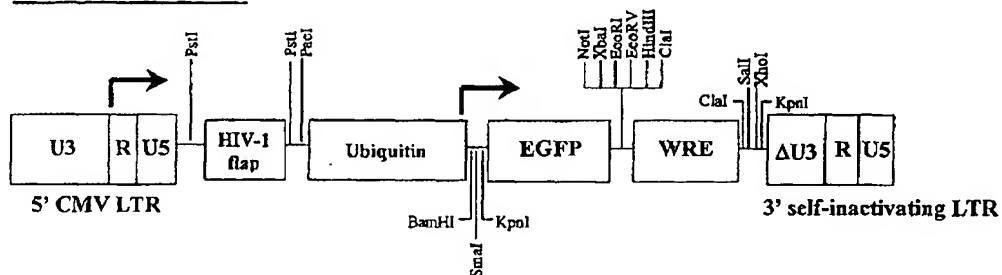 PstI
PstI
PacI
NotI
XbaI
EcoRI
EcoRV
HindIII
ClaI
ClaI
SalI
XhoI
KpnI
U3
R
U5
HIV-1
flap
Ubiquitin
EGFP
WRE
ΔU3
R
U5
5' CMV LTR
BamHI
SmaI
KpnI
3' self-inactivating LTR